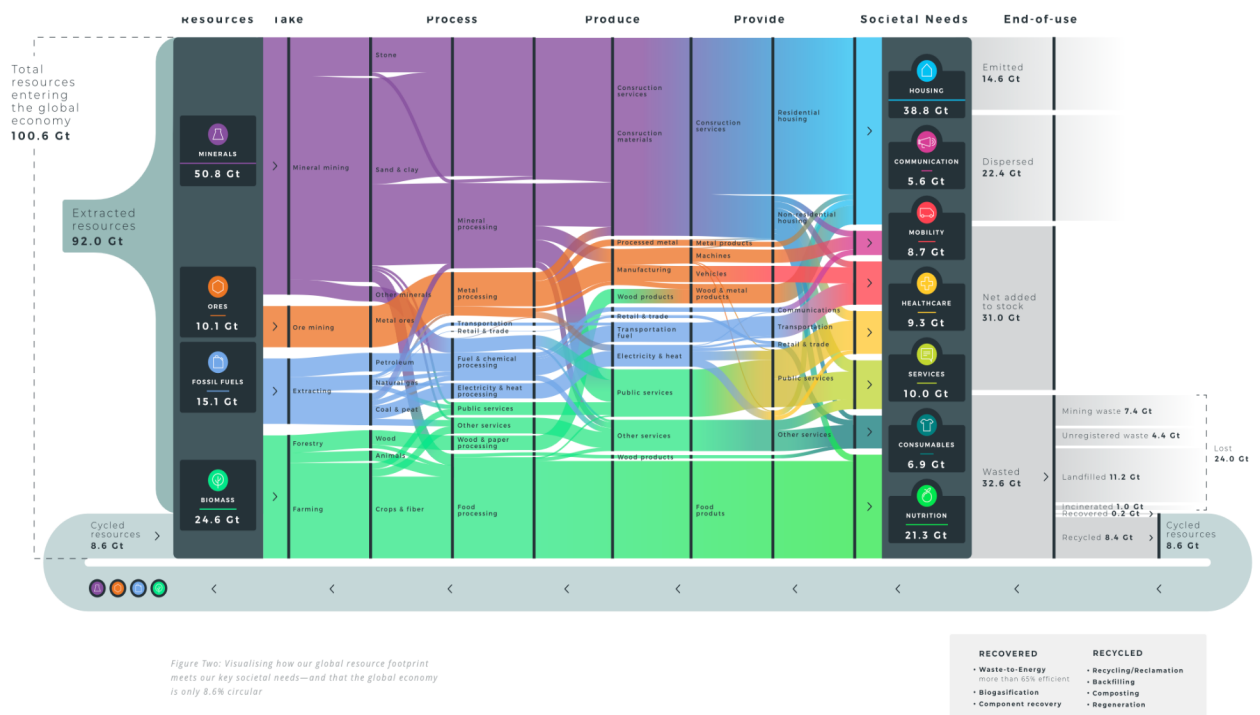 Resources
Take
Process
Produce
Provide
Societal Needs
End-of-use
Total
resources
entering
the global
economy
100.6 Gt
Extracted
resources
92.0 Gt
Cycled
resources
8.6 Gt
MINERALS
50.8 Gt
ORES
10.1 Gt
FOSSIL FUELS
15.1 Gt
BIOMASS
24.6 Gt
Mineral mining
Ore mining
Extracting
Forestry
Farming
Stone
Sand & clay
Other minerals
Metal ores
Petroleum
Natural gas
Coal & peat
Wood
Animals
Crops & fiber
Mineral
processing
Metal
processing
Transportation
Retail & trade
Fuel & chemical
processing
Electricity & heat
processing
Public services
Other services
Wood & paper
processing
Food
processing
Consruction
services
Consruction
materials
Processed metal
Manufacturing
Wood products
Retail & trade
Transportation
fuel
Electricity & heat
Public services
Other services
Wood products
Consruction
services
Metal products
Machines
Vehicles
Wood & metal
products
Food
produts
Residential
housing
Non-residential
housing
Communications
Transportation
Retail & trade
Public services
Other services
HOUSING
38.8 Gt
COMMUNICATION
5.6 Gt
MOBILITY
8.7 Gt
HEALTHCARE
9.3 Gt
SERVICES
10.0 Gt
CONSUMABLES
6.9 Gt
NUTRITION
21.3 Gt
Emitted
14.6 Gt
Dispersed
22.4 Gt
Net added
to stock
31.0 Gt
Wasted
32.6 Gt
Mining waste 7.4 Gt
Unregistered waste 4.4 Gt
Landfilled 11.2 Gt
Incinerated 1.0 Gt
Recovered 0.2 Gt
Recycled 8.4 Gt
Lost
24.0 Gt
Cycled
resources
8.6 Gt
Figure Two: Visualising how our global resource footprint
meets our key societal needs—and that the global economy
is only 8.6% circular
RECOVERED
• Waste-to-Energy
more than 65% efficient
• Biogasification
• Component recovery
RECYCLED
• Recycling/Reclamation
• Backfilling
• Composting
• Regeneration